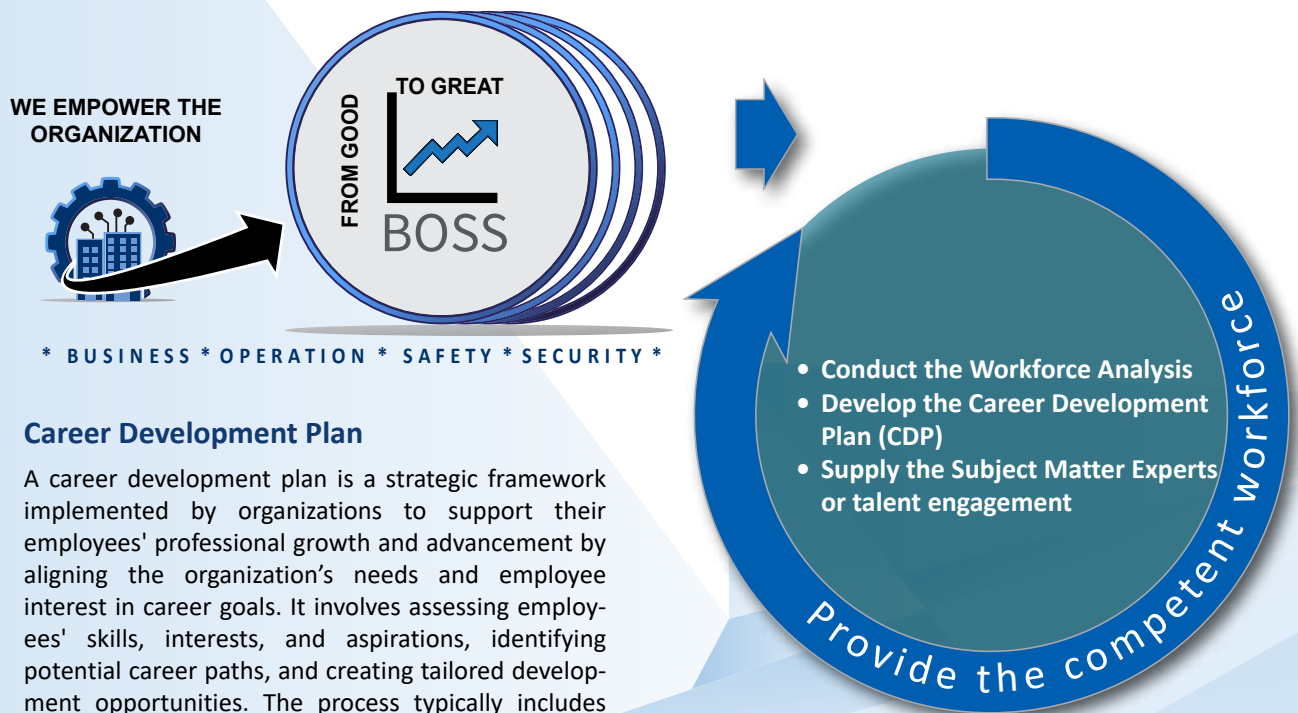 WE EMPOWER THE
ORGANIZATION
FROM GOOD
TO GREAT
BOSS
* BUSINESS * OPERATION * SAFETY * SECURITY *
Career Development Plan
A career development plan is a strategic framework
implemented by organizations to support their
employees' professional growth and advancement by
aligning the organization’s needs and employee
interest in career goals. It involves assessing employ-
ees' skills, interests, and aspirations, identifying
potential career paths, and creating tailored develop-
ment opportunities. The process typically includes
• Conduct the Workforce Analysis
• Develop the Career Development
Plan (CDP)
• Supply the Subject Matter Experts
or talent engagement
Provide the competent workforce